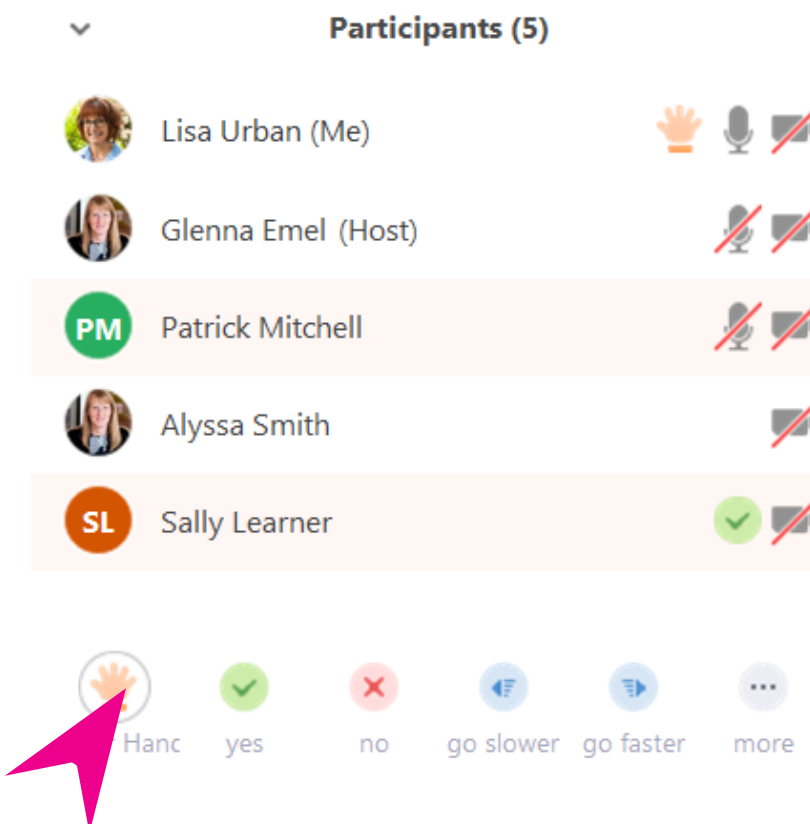 Participants (5)
Lisa Urban (Me)
Glenna Emel (Host)
PM Patrick Mitchell
Alyssa Smith
SL Sally Learner
Hand yes no go slower go faster more